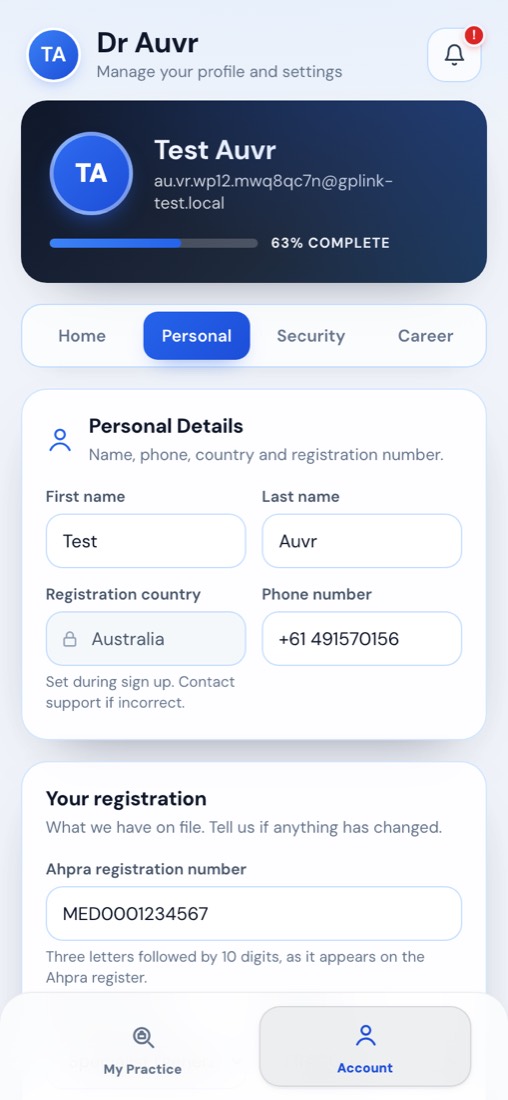 TA
Dr Auvr
Manage your profile and settings
!
TA
Test Auvr
au.vr.wp12.mwq8qc7n@gplink-
test.local
63% COMPLETE
Home
Personal
Security
Career
Personal Details
Name, phone, country and registration number.
First name
Last name
Test
Auvr
Registration country
Phone number
Australia
+61 491570156
Set during sign up. Contact
support if incorrect.
Your registration
What we have on file. Tell us if anything has changed.
Ahpra registration number
MED0001234567
Three letters followed by 10 digits, as it appears on the
Ahpra register.
My Practice
Account